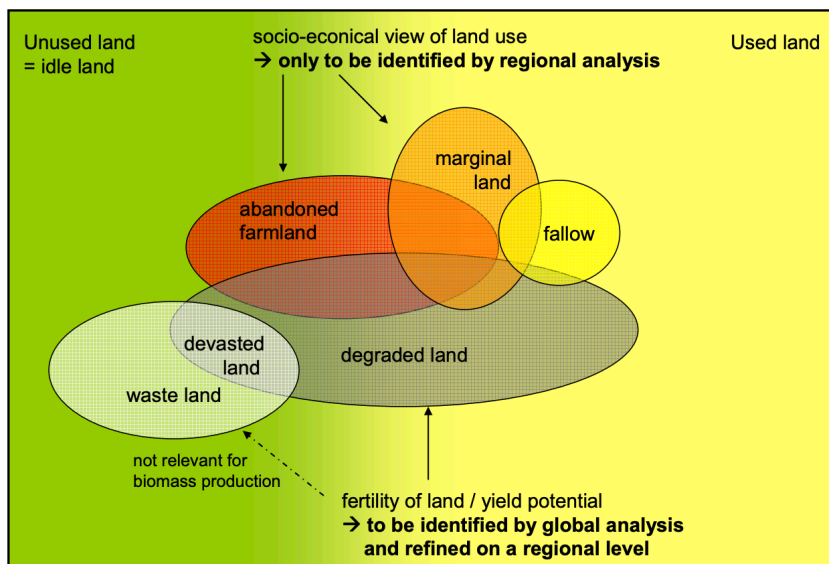 Unused land
= idle land
socio-econical view of land use
→ only to be identified by regional analysis
Used land
marginal
land
abandoned
farmland
fallow
devasted
land
degraded land
waste land
not relevant for
biomass production
fertility of land / yield potential
→ to be identified by global analysis
and refined on a regional level